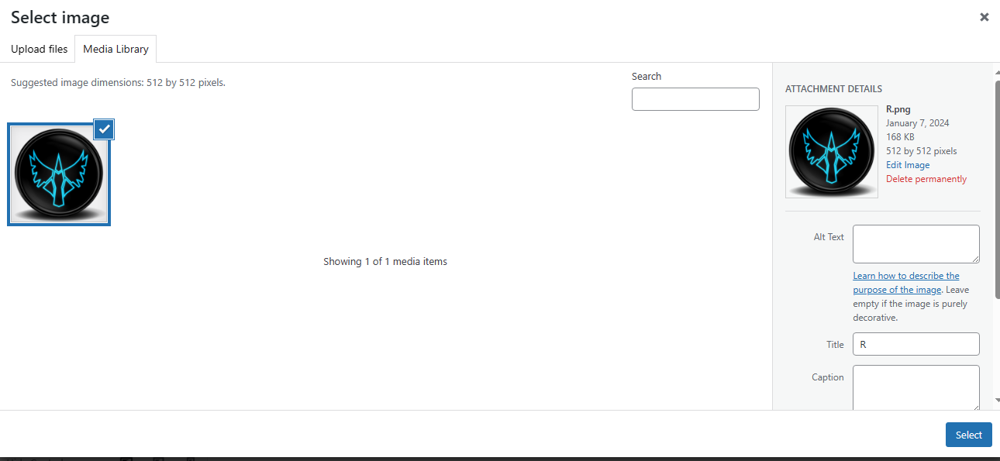 Select image
Upload files
Media Library
Suggested image dimensions: 512 by 512 pixels.
Search
Showing 1 of 1 media items
ATTACHMENT DETAILS
R.png
January 7, 2024
168 KB
512 by 512 pixels
Edit Image
Delete permanently
Alt Text
Learn how to describe the
purpose of the image. Leave
empty if the image is purely
decorative.
Title
R
Caption
Select